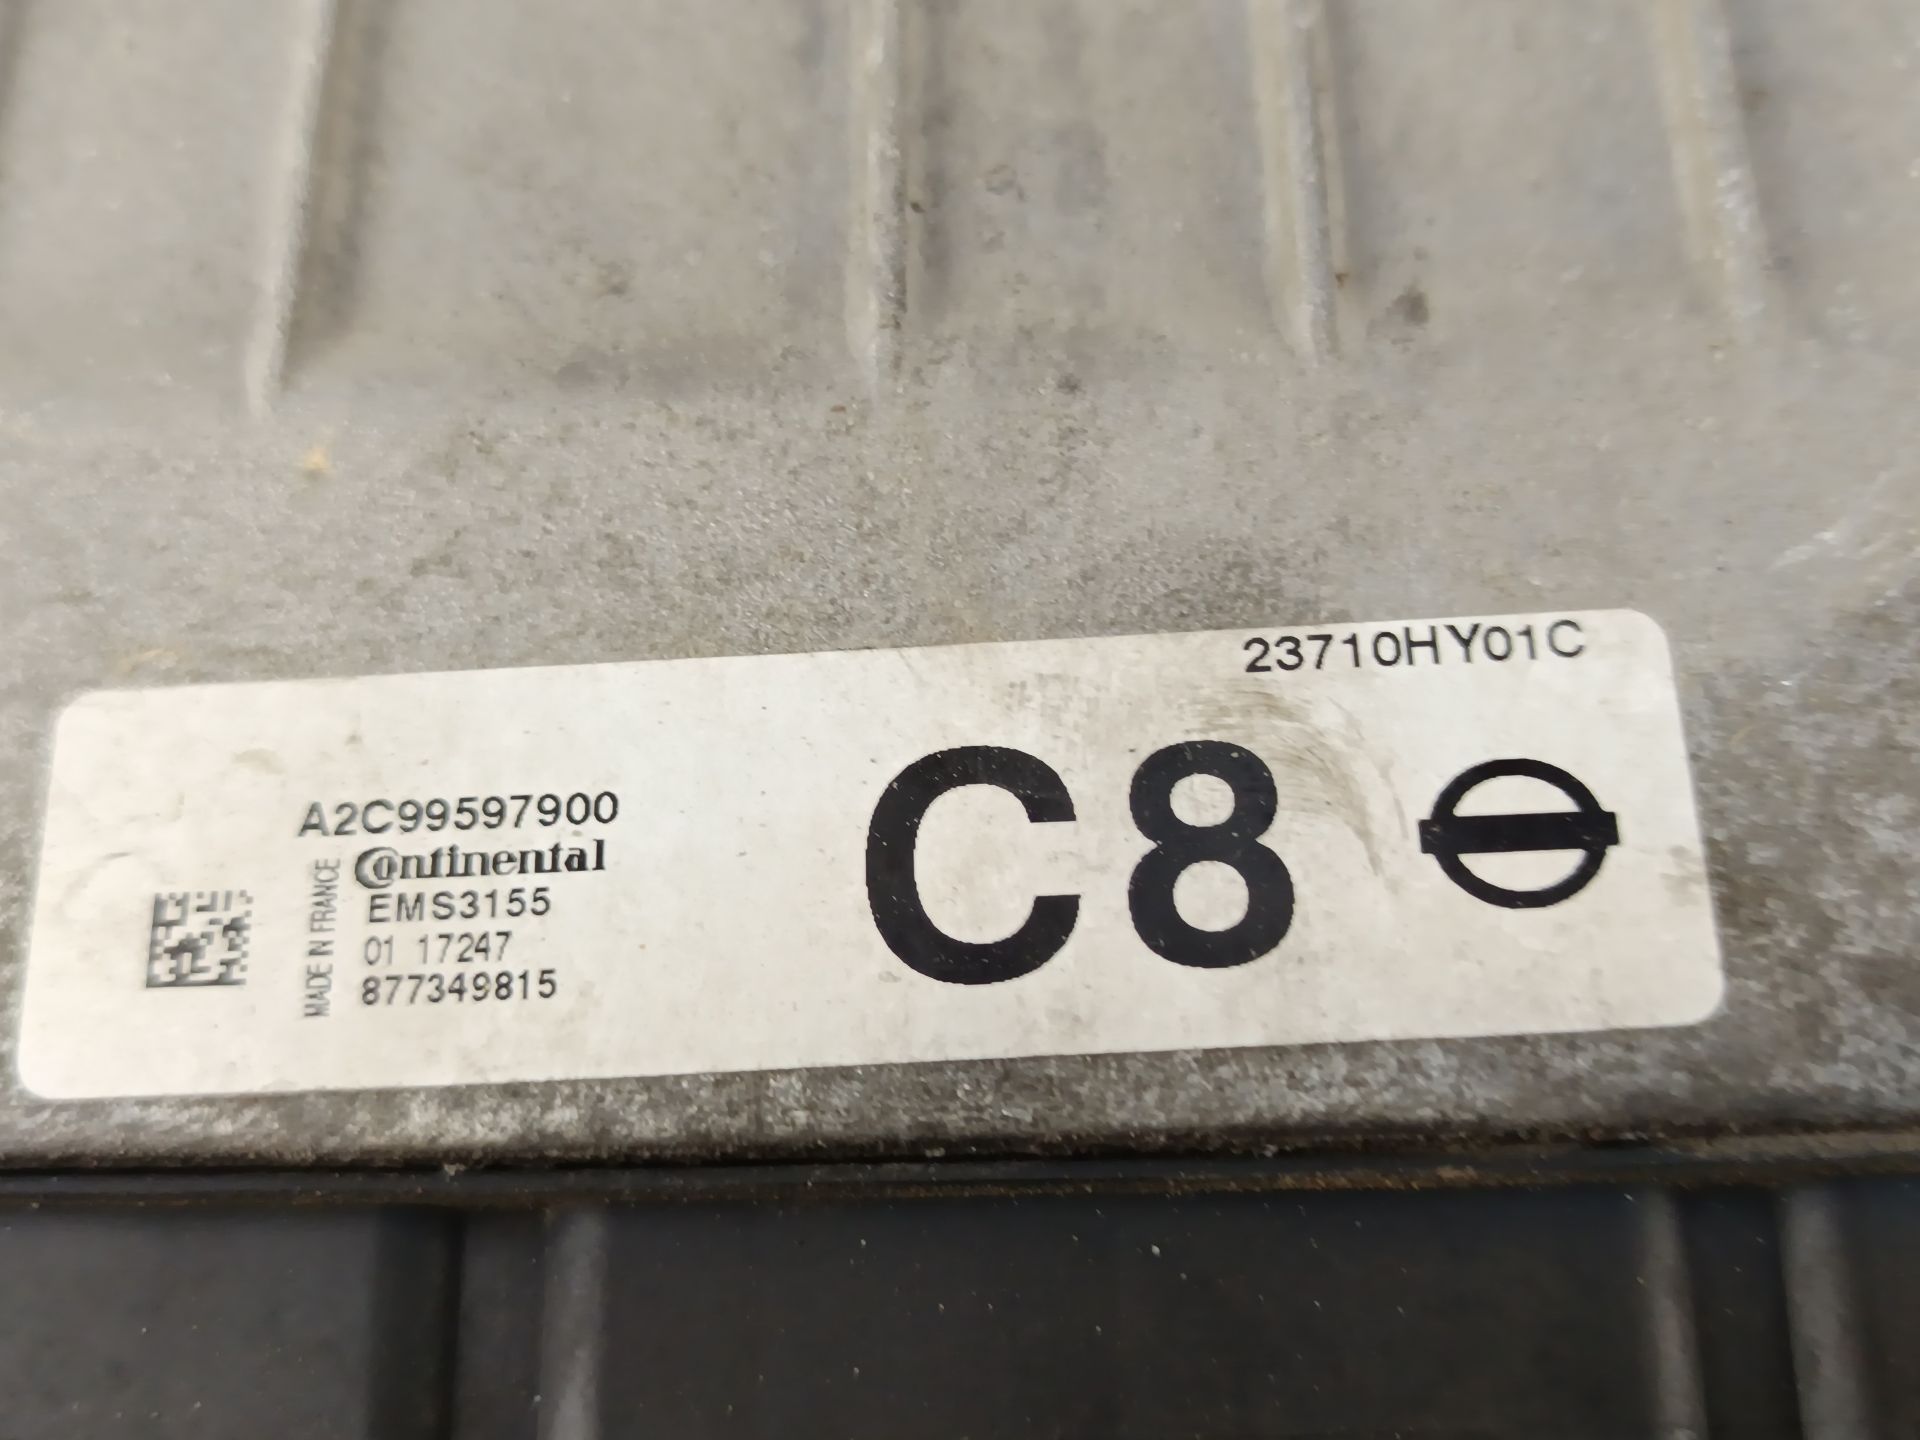 23710HY01C
A2C99597900
Continental
EMS3155
01 17247
877349815
MADE IN FRANCE
C8